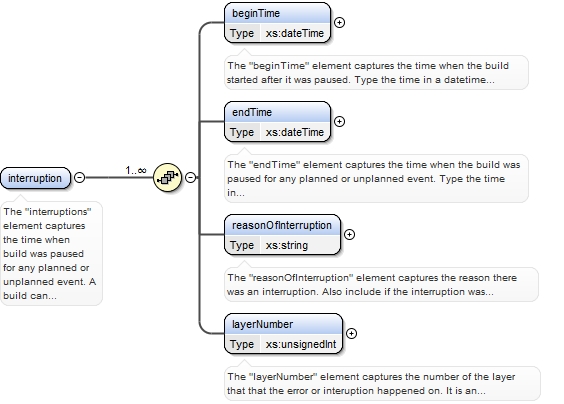 beginTime
Type xs:dateTime
The "beginTime" element captures the time when the build
started after it was paused. Type the time in a datetime...
endTime
Type xs:dateTime
The "endTime" element captures the time when the build was
paused for any planned or unplanned event. Type the time
in...
interruption
1..∞
The "interruptions"
element captures
the time when
build was paused
for any planned or
unplanned event. A
build can...
reasonOfInterruption
Type xs:string
The "reasonOfInterruption" element captures the reason there
was an interruption. Also include if the interruption was...
layerNumber
Type xs:unsignedInt
The "layerNumber" element captures the number of the layer
that that the error or interuption happened on. It is an...